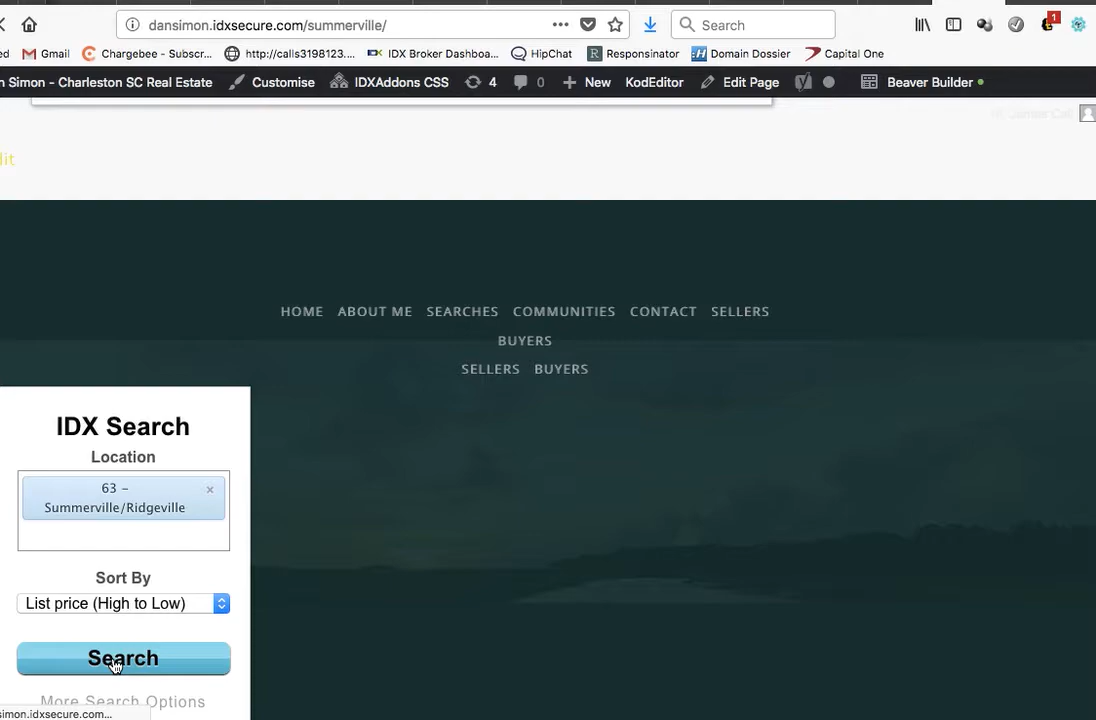 dansimon.idxsecure.com/summerville/
Search
1
Gmail
Chargebee - Subscr...
http://calls3198123....
IDX Broker Dashboa...
HipChat
Responsinator
Domain Dossier
Capital One
n Simon - Charleston SC Real Estate
Customise
IDXAddons CSS
4
0
New
KodEditor
Edit Page
Beaver Builder
dit
HOME ABOUT ME SEARCHES COMMUNITIES CONTACT SELLERS
BUYERS
SELLERS BUYERS
IDX Search
Location
63 -
Summerville/Ridgeville
×
Sort By
List price (High to Low)
Search
More Search Options
simon.idxsecure.com...